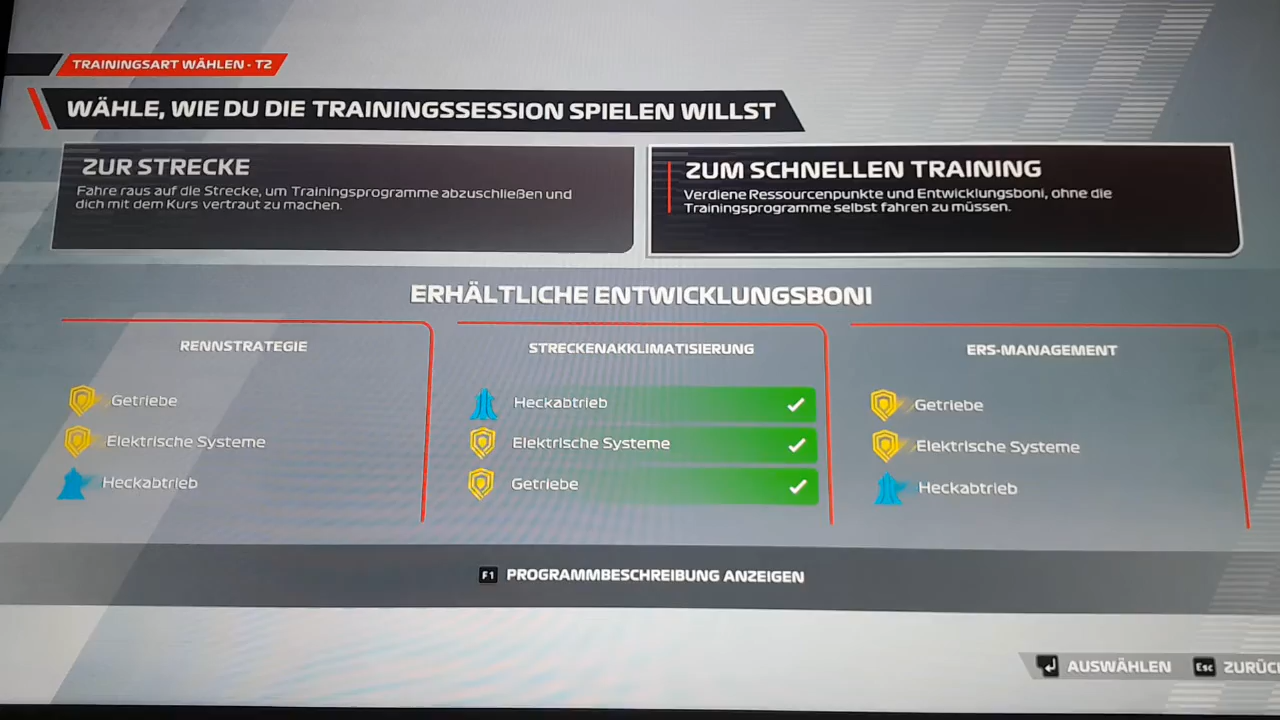 TRAININGSART WÄHLEN - T2
WÄHLE, WIE DU DIE TRAININGSSESSION SPIELEN WILLST
ZUR STRECKE
Fahre raus auf die Strecke, um Trainingsprogramme abzuschließen und
dich mit dem Kurs vertraut zu machen.
ZUM SCHNELLEN TRAINING
Verdiene Ressourcenpunkte und Entwicklungsboni, ohne die
Trainingsprogramme selbst fahren zu müssen.
ERHÄLTLICHE ENTWICKLUNGSBONI
RENNSTRATEGIE
Getriebe
Elektrische Systeme
Heckabtrieb
STRECKENAKKLIMATISIERUNG
Heckabtrieb
Elektrische Systeme
Getriebe
ERS-MANAGEMENT
Getriebe
Elektrische Systeme
Heckabtrieb
F1 PROGRAMMBESCHREIBUNG ANZEIGEN
AUSWÄHLEN
Esc ZURÜC